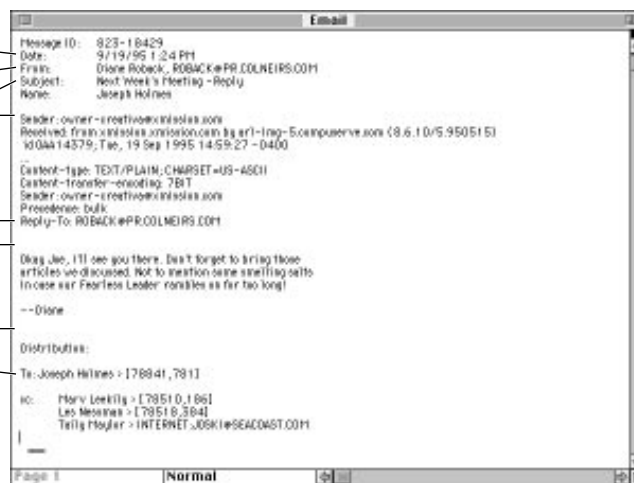 Email
Message ID: 823-18429
Date: 9/19/95 1:24 PM
From: Diane Roback, ROBACK@PR.COLNEIRS.COM
Subject: Next Week's Meeting -Reply
Name: Joseph Holmes
Sender: owner-creative@xmission.com
Received: from xmission.xmission.com by arl-img-5.compuserve.com (8.6.10/5.950515)
id OAA14379; Tue, 19 Sep 1995 14:59:27 -0400
...
Content-type: TEXT/PLAIN; CHARSET=US-ASCII
Content-transfer-encoding: 7BIT
Sender: owner-creative@xmission.com
Precedence: bulk
Reply-To: ROBACK@PR.COLNEIRS.COM
Okay Joe, I'll see you there. Don't forget to bring those
articles we discussed. Not to mention some smelling salts
in case our Fearless Leader rambles on for too long!
--Diane
Distribution:
To: Joseph Holmes > [78841,781]
cc: Marv > [78510,186]
Les Nessman > [78518,384]
> INTERNET:JOSKI@SEACOAST.COM
Page 1 Normal